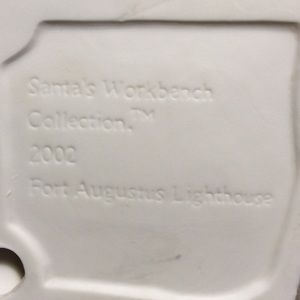 Santa's Workbench
Collection.™
2002
Fort Augustus Lighthouse